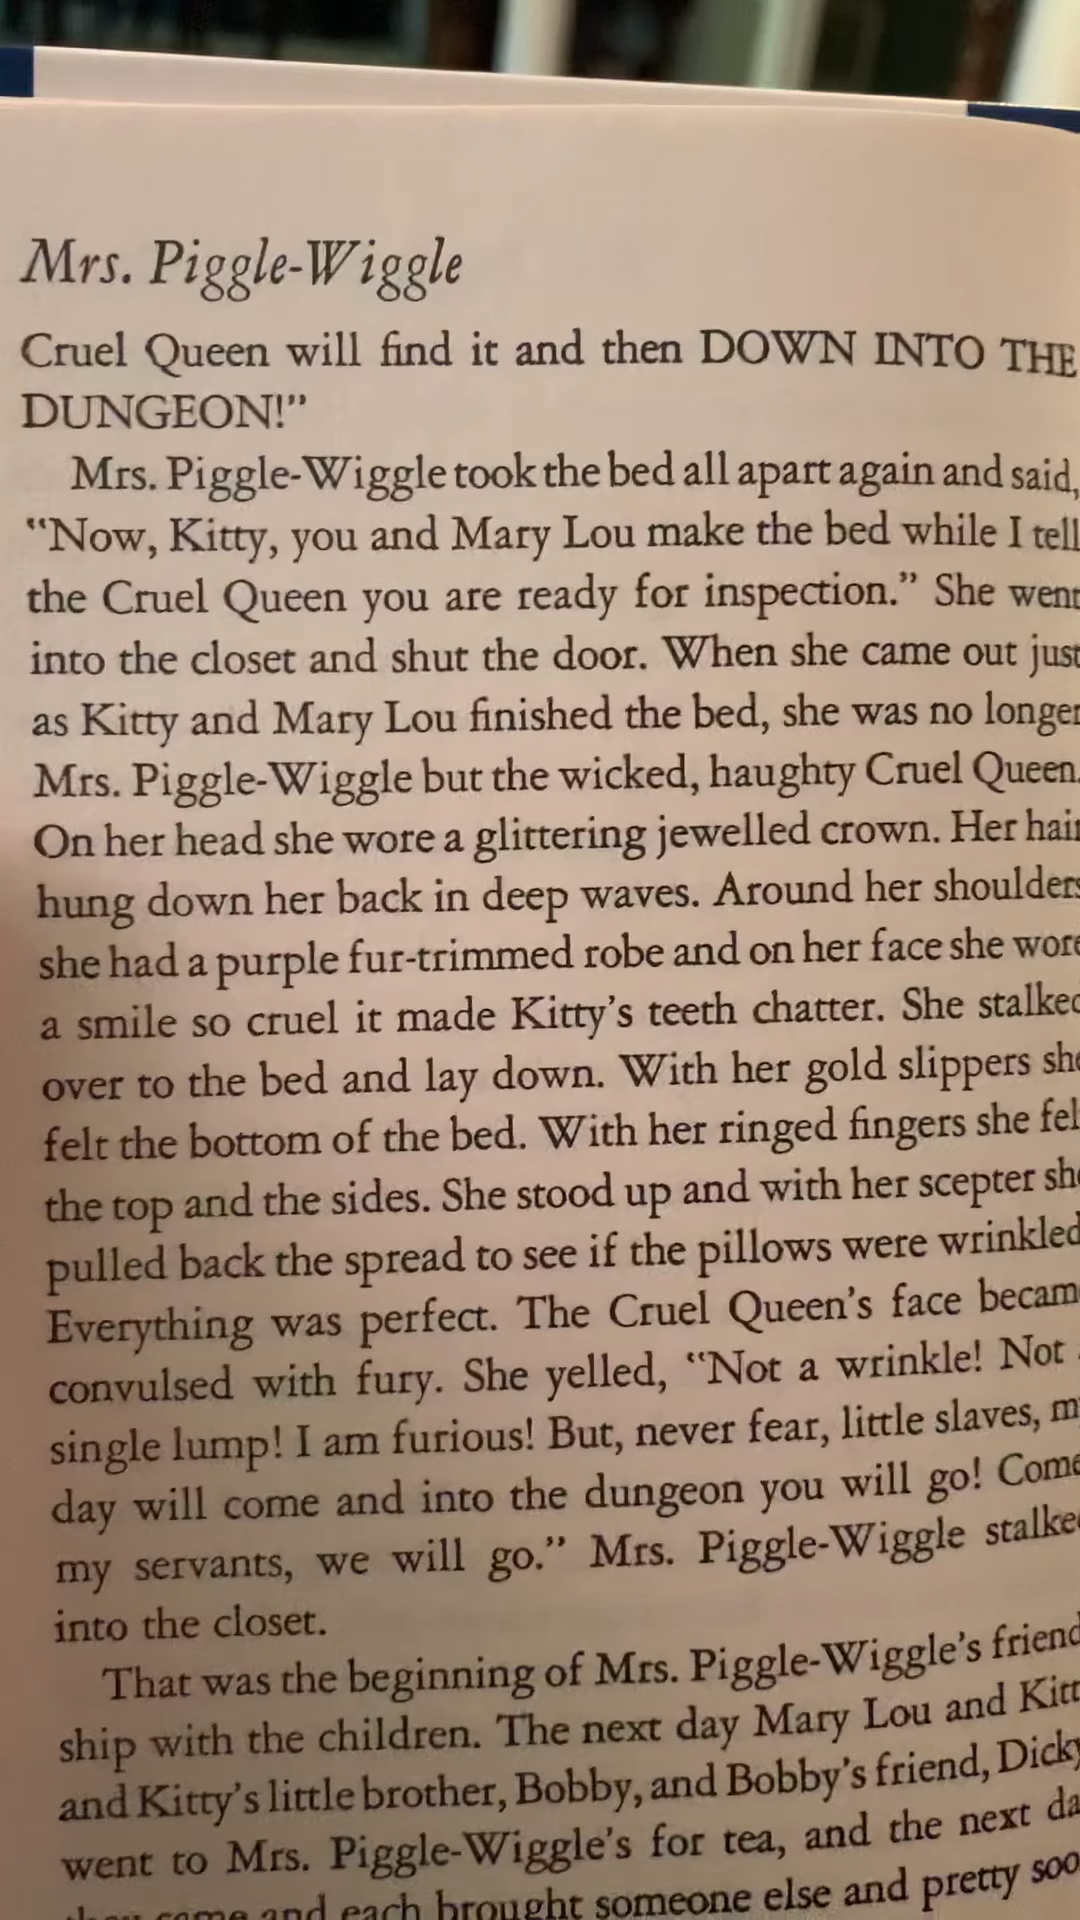 Mrs. Piggle-Wiggle
Cruel Queen will find it and then DOWN INTO THE
DUNGEON!”
Mrs. Piggle-Wiggle took the bed all apart again and said,
“Now, Kitty, you and Mary Lou make the bed while I tell
the Cruel Queen you are ready for inspection.” She went
into the closet and shut the door. When she came out just
as Kitty and Mary Lou finished the bed, she was no longer
Mrs. Piggle-Wiggle but the wicked, haughty Cruel Queen.
On her head she wore a glittering jewelled crown. Her hair
hung down her back in deep waves. Around her shoulders
she had a purple fur-trimmed robe and on her face she wore
a smile so cruel it made Kitty’s teeth chatter. She stalked
over to the bed and lay down. With her gold slippers she
felt the bottom of the bed. With her ringed fingers she fel
the top and the sides. She stood up and with her scepter she
pulled back the spread to see if the pillows were wrinkled
Everything was perfect. The Cruel Queen’s face becam
convulsed with fury. She yelled, “Not a wrinkle! Not
single lump! I am furious! But, never fear, little slaves, m
day will come and into the dungeon you will go! Come
my servants, we will go.” Mrs. Piggle-Wiggle stalke
into the closet.
That was the beginning of Mrs. Piggle-Wiggle’s friend
ship with the children. The next day Mary Lou and Kitt
and Kitty’s little brother, Bobby, and Bobby’s friend, Dicky
went to Mrs. Piggle-Wiggle’s for tea, and the next da
they came and each brought someone else and pretty soo